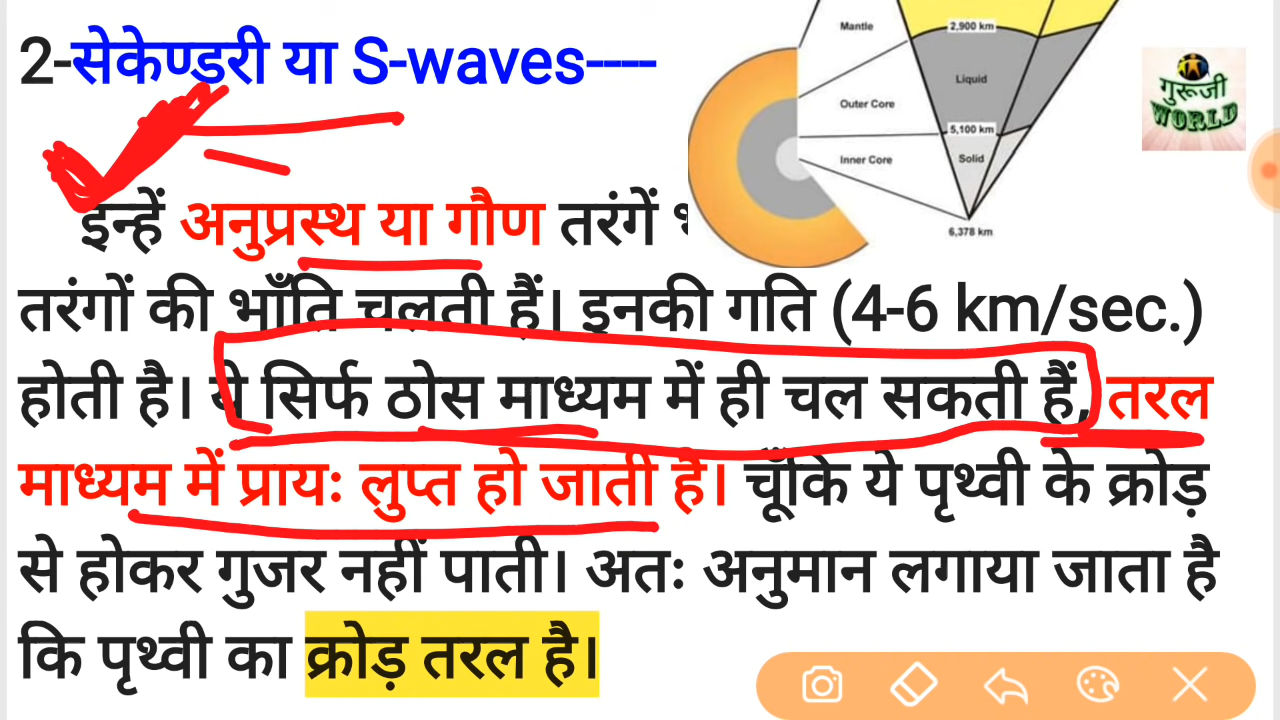 2-सेकेण्डरी या S-waves----
Mantle
2,900 km
Liquid
Outer Core
5,100 km
Inner Core
Solid
6,378 km
गुरूजी
WORLD
इन्हें अनुप्रस्थ या गौण तरंगें
तरंगों की भाँति चलती हैं। इनकी गति (4-6 km/sec.)
होती है। ये सिर्फ ठोस माध्यम में ही चल सकती हैं, तरल
माध्यम में प्रायः लुप्त हो जाती हैं। चूँकि ये पृथ्वी के क्रोड़
से होकर गुजर नहीं पाती। अतः अनुमान लगाया जाता है
कि पृथ्वी का क्रोड़ तरल है।